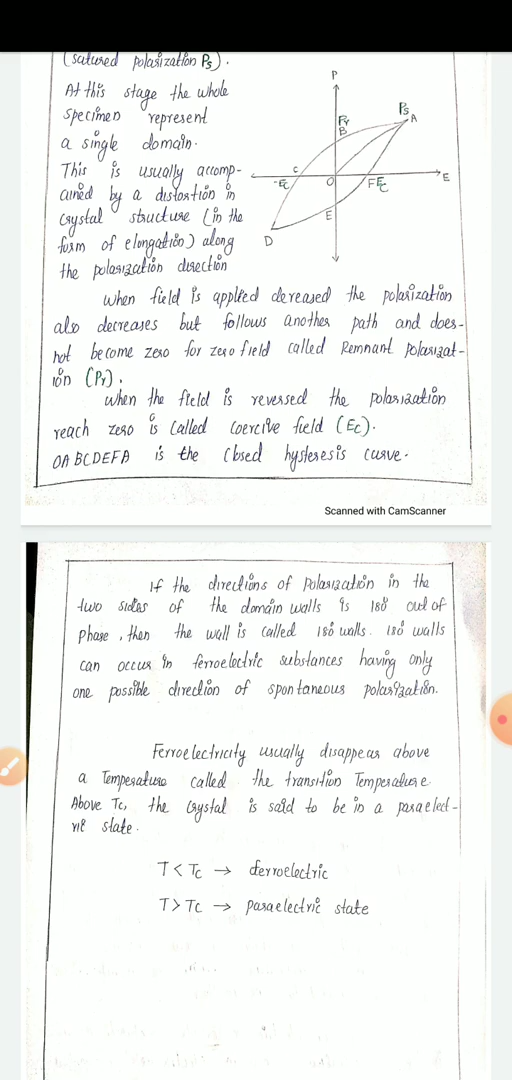 (satured polarization Ps).
At this stage the whole
specimen represent
a single domain.
This is usually accomp-
ained by a distortion in
crystal structure (in the
form of elongation) along
the polarization direction
P
Ps
A
Pr
B
C
-Ec
O
F Ec
E
E
D
when field is applied decreased the polarization
also decreases but follows another path and does-
not become zero for zero field called Remnant polarizat-
ion (Pr).
when the field is reversed the polarization
reach zero is called coercive field (Ec).
OABCDEFA is the closed hysteresis curve.
Scanned with CamScanner
If the directions of polarization in the
two sides of the domain walls is 180° out of
phase, then the wall is called 180 walls. 180 walls
can occur in ferroelectric substances having only
one possible direction of spontaneous polarization.
Ferroelectricity usually disappear above
a Temperature called the transition Temperature.
Above Tc, the crystal is said to be in a paraelect-
ric state.
T < Tc → ferroelectric
T > Tc → paraelectric state